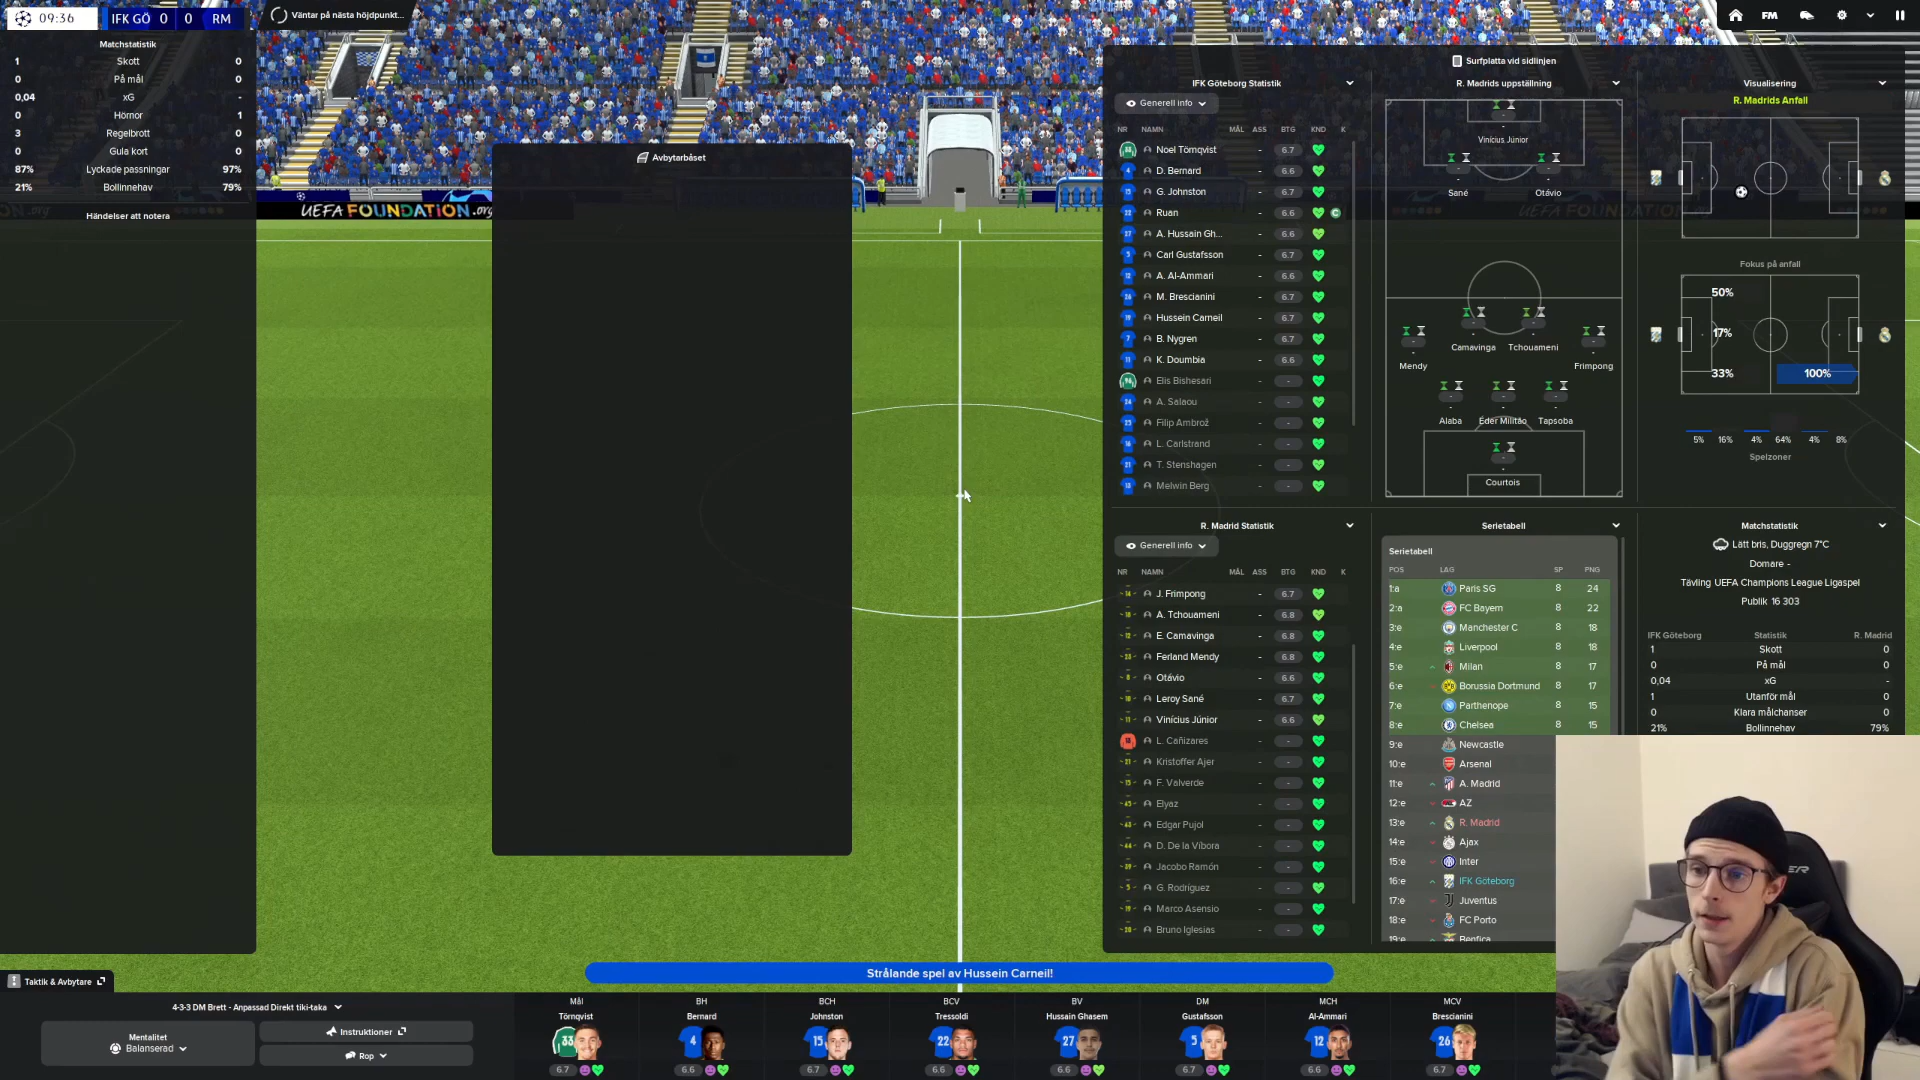 09:36 IFK GÖ 0 0 RM
Väntar på nästa höjdpunkt...
FM
Matchstatistik
1 Skott 0
0 På mål 0
0,04 xG -
0 Hörnor 1
3 Regelbrott 0
0 Gula kort 0
87% Lyckade passningar 97%
21% Bollinnehav 79%
Händelser att notera
Avbytarbåset
UEFA FOUNDATION.org
Surfplatta vid sidlinjen
IFK Göteborg Statistik
Generell info
NR NAMN MÅL ASS BTG KND K
33 Noel Törnqvist - 6.7
4 D. Bernard - 6.6
15 G. Johnston - 6.7
22 Ruan - 6.6 C
27 A. Hussain Gh... - 6.6
5 Carl Gustafsson - 6.7
12 A. Al-Ammari - 6.6
26 M. Brescianini - 6.7
19 Hussein Carneil - 6.7
7 B. Nygren - 6.7
11 K. Doumbia - 6.6
Elis Bishesari - -
A. Salaou - -
Filip Ambrož - -
L. Carlstrand - -
T. Stenshagen - -
Melwin Berg - -
R. Madrids uppställning
Vinícius Júnior
Sané Otávio
Camavinga Tchouameni
Mendy Frimpong
Alaba Éder Militão Tapsoba
Courtois
Visualisering
R. Madrids Anfall
Fokus på anfall
50%
17%
33% 100%
5% 16% 4% 64% 4% 8%
Spelzoner
R. Madrid Statistik
Generell info
NR NAMN MÅL ASS BTG KND K
J. Frimpong - 6.7
A. Tchouameni - 6.8
E. Camavinga - 6.8
Ferland Mendy - 6.8
Otávio - 6.6
Leroy Sané - 6.7
Vinícius Júnior - 6.6
L. Cañizares - -
Kristoffer Ajer - -
F. Valverde - -
Elyaz - -
Edgar Pujol - -
D. De la Víbora - -
Jacobo Ramón - -
G. Rodríguez - -
Marco Asensio - -
Bruno Iglesias - -
Serietabell
Serietabell
POS LAG SP PNG
1:a Paris SG 8 24
2:a FC Bayern 8 22
3:e Manchester C 8 18
4:e Liverpool 8 18
5:e Milan 8 17
6:e Borussia Dortmund 8 17
7:e Parthenope 8 15
8:e Chelsea 8 15
9:e Newcastle
10:e Arsenal
11:e A. Madrid
12:e AZ
13:e R. Madrid
14:e Ajax
15:e Inter
16:e IFK Göteborg
17:e Juventus
18:e FC Porto
19:e Benfica
Matchstatistik
Lätt bris, Duggregn 7°C
Domare -
Tävling UEFA Champions League Ligaspel
Publik 16 303
IFK Göteborg Statistik R. Madrid
1 Skott 0
0 På mål 0
0,04 xG -
1 Utanför mål 0
0 Klara målchanser 0
21% Bollinnehav 79%
Strålande spel av Hussein Carneil!
Taktik & Avbytare
4-3-3 DM Brett - Anpassad Direkt tiki-taka
Mentalitet
Balanserad
Instruktioner
Rop
Mål BH BCH BCV BV DM MCH MCV
Törnqvist Bernard Johnston Tressoldi Hussain Ghasem Gustafsson Al-Ammari Brescianini
33 4 15 22 27 5 12 26
6.7 6.6 6.7 6.6 6.6 6.7 6.6 6.7